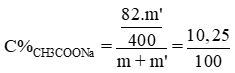 C%CH3COONa = (82.m'/400)/(m + m') = 10,25/100